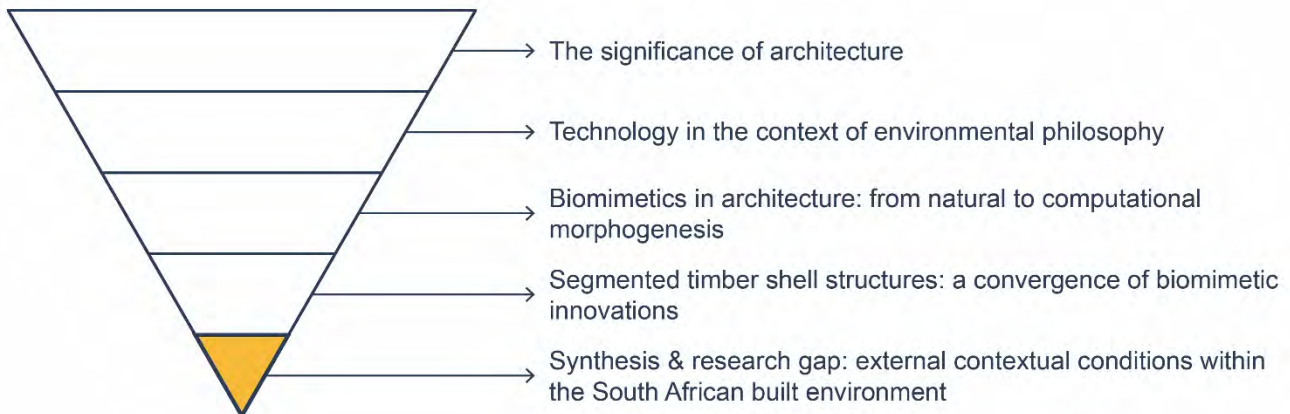 The significance of architecture
Technology in the context of environmental philosophy
Biomimetics in architecture: from natural to computational
morphogenesis
Segmented timber shell structures: a convergence of biomimetic
innovations
Synthesis & research gap: external contextual conditions within
the South African built environment